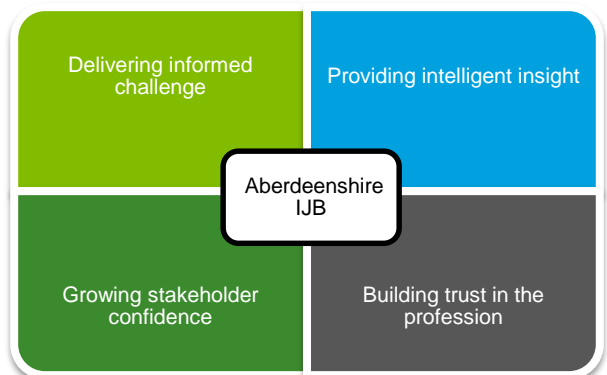 Delivering informed
challenge
Providing intelligent insight
Aberdeenshire
IJB
Growing stakeholder
confidence
Building trust in the
profession